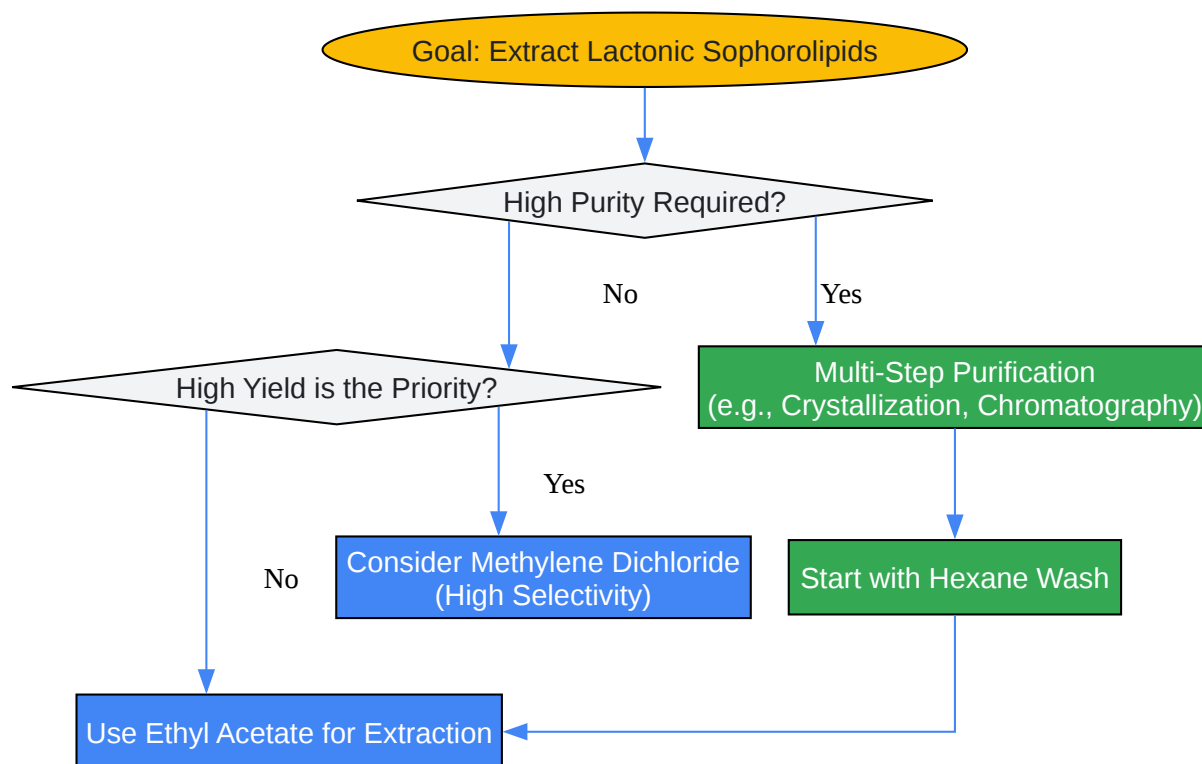 Goal: Extract Lactonic Sophorolipids
High Purity Required?
No
Yes
High Yield is the Priority?
Multi-Step Purification
(e.g., Crystallization, Chromatography)
Yes
Consider Methylene Dichloride
(High Selectivity)
No
Start with Hexane Wash
Use Ethyl Acetate for Extraction